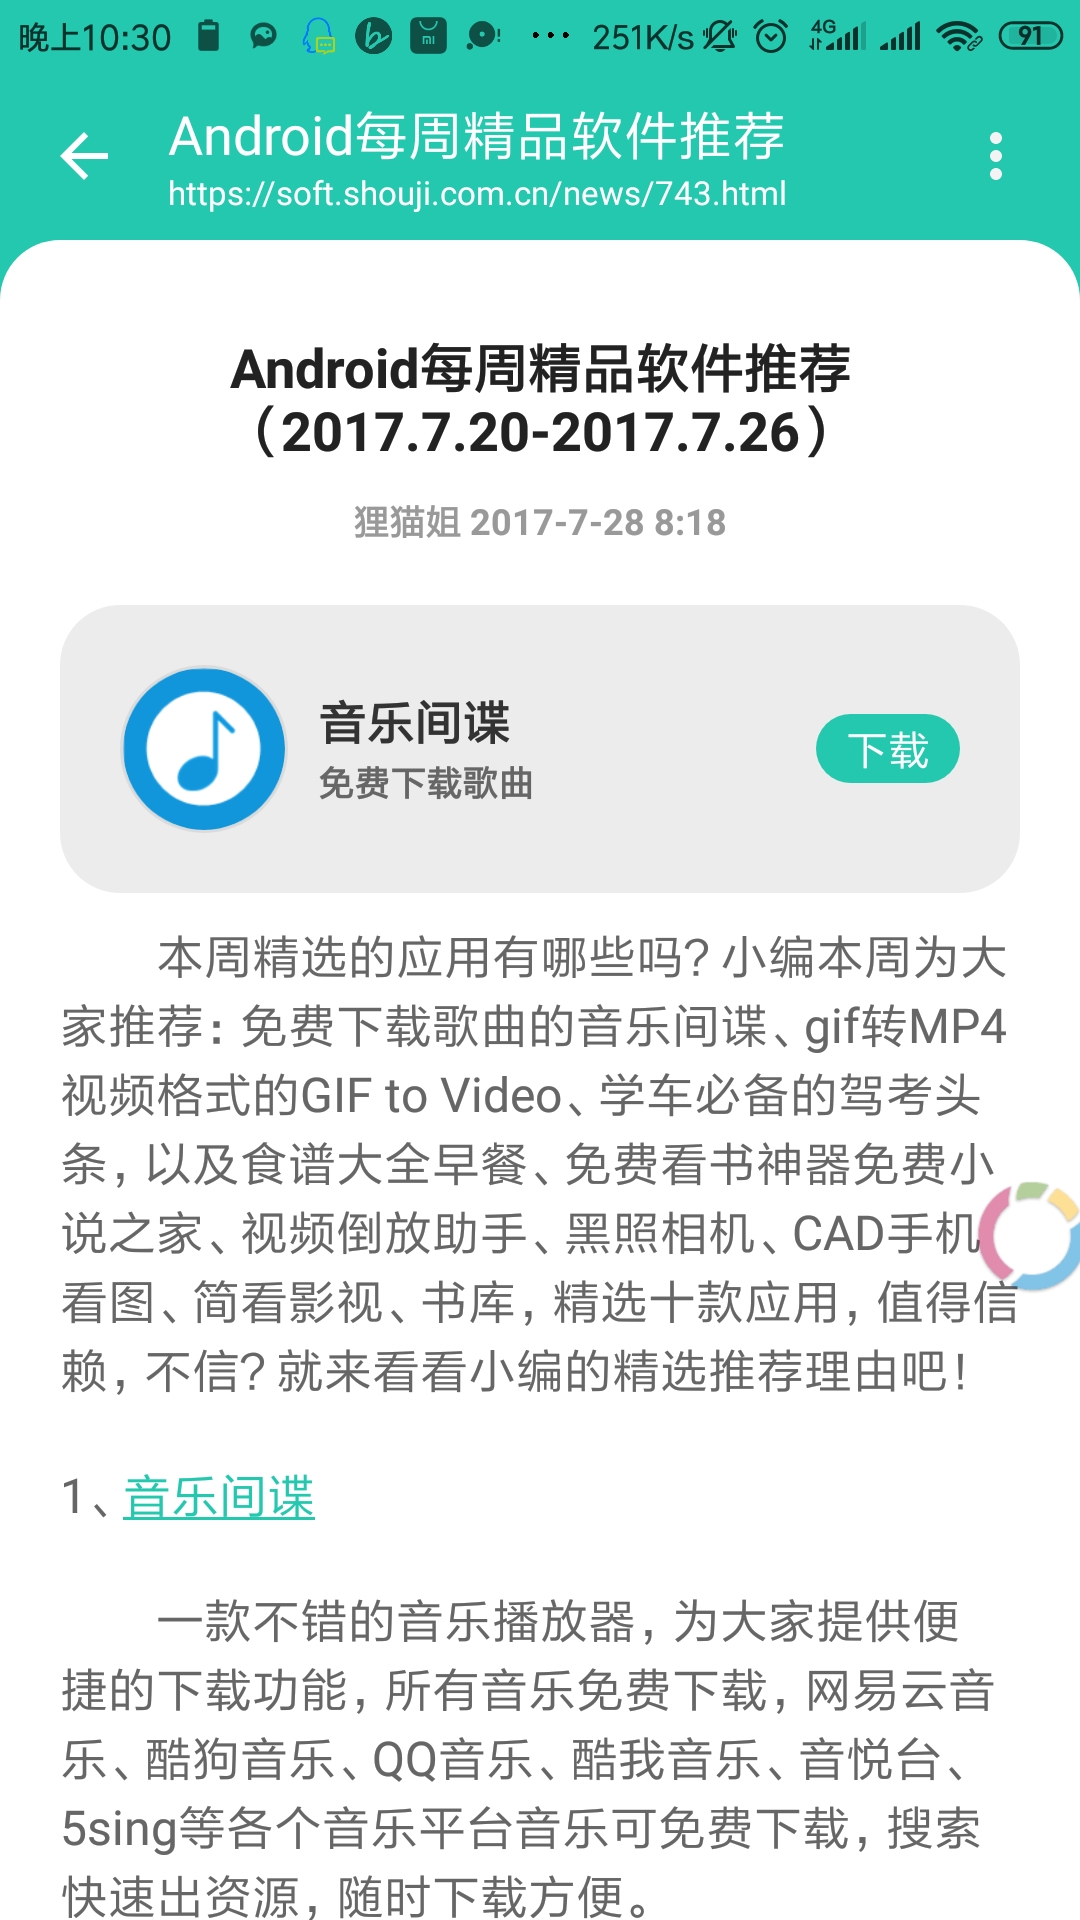 晚上10:30
251K/s
4G
91
mi
Android每周精品软件推荐
https://soft.shouji.com.cn/news/743.html
Android每周精品软件推荐
（2017.7.20-2017.7.26）
狸猫姐 2017-7-28 8:18
音乐间谍
免费下载歌曲
下载
本周精选的应用有哪些吗？小编本周为大
家推荐：免费下载歌曲的音乐间谍、gif转MP4
视频格式的GIF to Video、学车必备的驾考头
条，以及食谱大全早餐、免费看书神器免费小
说之家、视频倒放助手、黑照相机、CAD手机
看图、简看影视、书库，精选十款应用，值得信
赖，不信？就来看看小编的精选推荐理由吧！
1、音乐间谍
一款不错的音乐播放器，为大家提供便
捷的下载功能，所有音乐免费下载，网易云音
乐、酷狗音乐、QQ音乐、酷我音乐、音悦台、
5sing等各个音乐平台音乐可免费下载，搜索
快速出资源，随时下载方便。